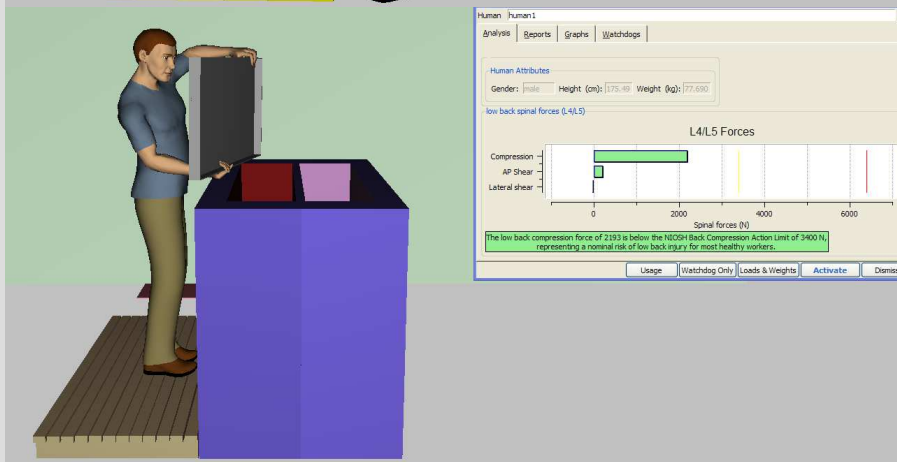 Human human1
Analysis Reports Graphs Watchdogs
Human Attributes
Gender: male Height (cm): 175.49 Weight (kg): 77.690
low back spinal forces (L4/L5)
L4/L5 Forces
Compression
AP Shear
Lateral shear
0 2000 4000 6000
Spinal forces (N)
The low back compression force of 2193 is below the NIOSH Back Compression Action Limit of 3400 N,
representing a nominal risk of low back injury for most healthy workers.
Usage Watchdog Only Loads & Weights Activate Dismiss